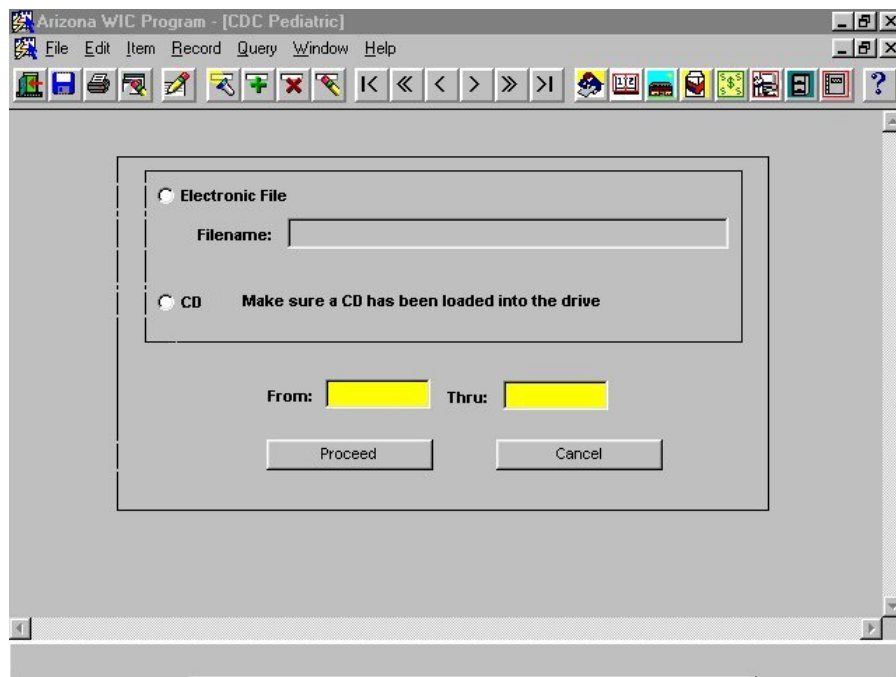 Arizona WIC Program - [CDC Pediatric]
File Edit Item Record Query Window Help
Electronic File
Filename:
CD Make sure a CD has been loaded into the drive
From: Thru:
Proceed Cancel